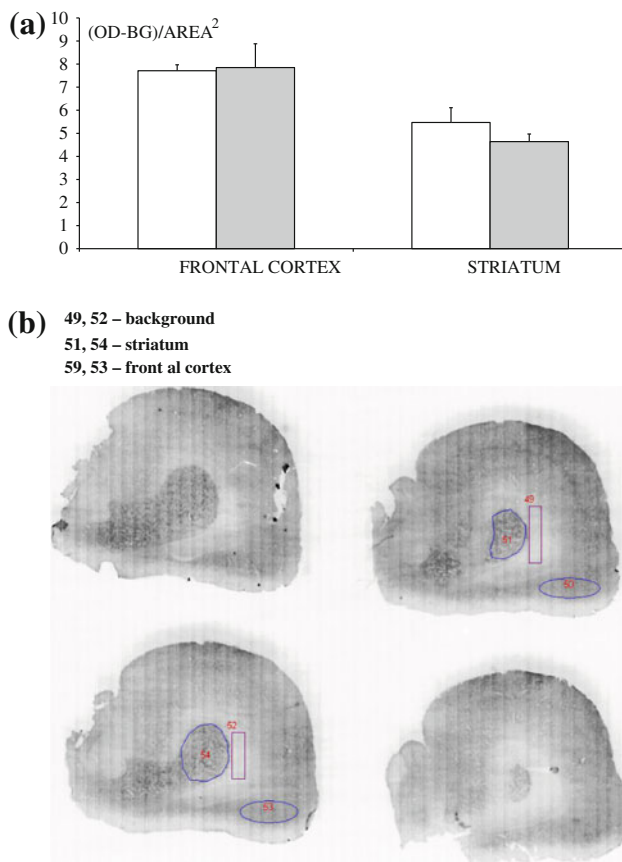 (a)
(OD-BG)/AREA²
10
9
8
7
6
5
4
3
2
1
0
FRONTAL CORTEX STRIATUM
(b) 49, 52 – background
51, 54 – striatum
59, 53 – front al cortex
49
51
50
52
54
53